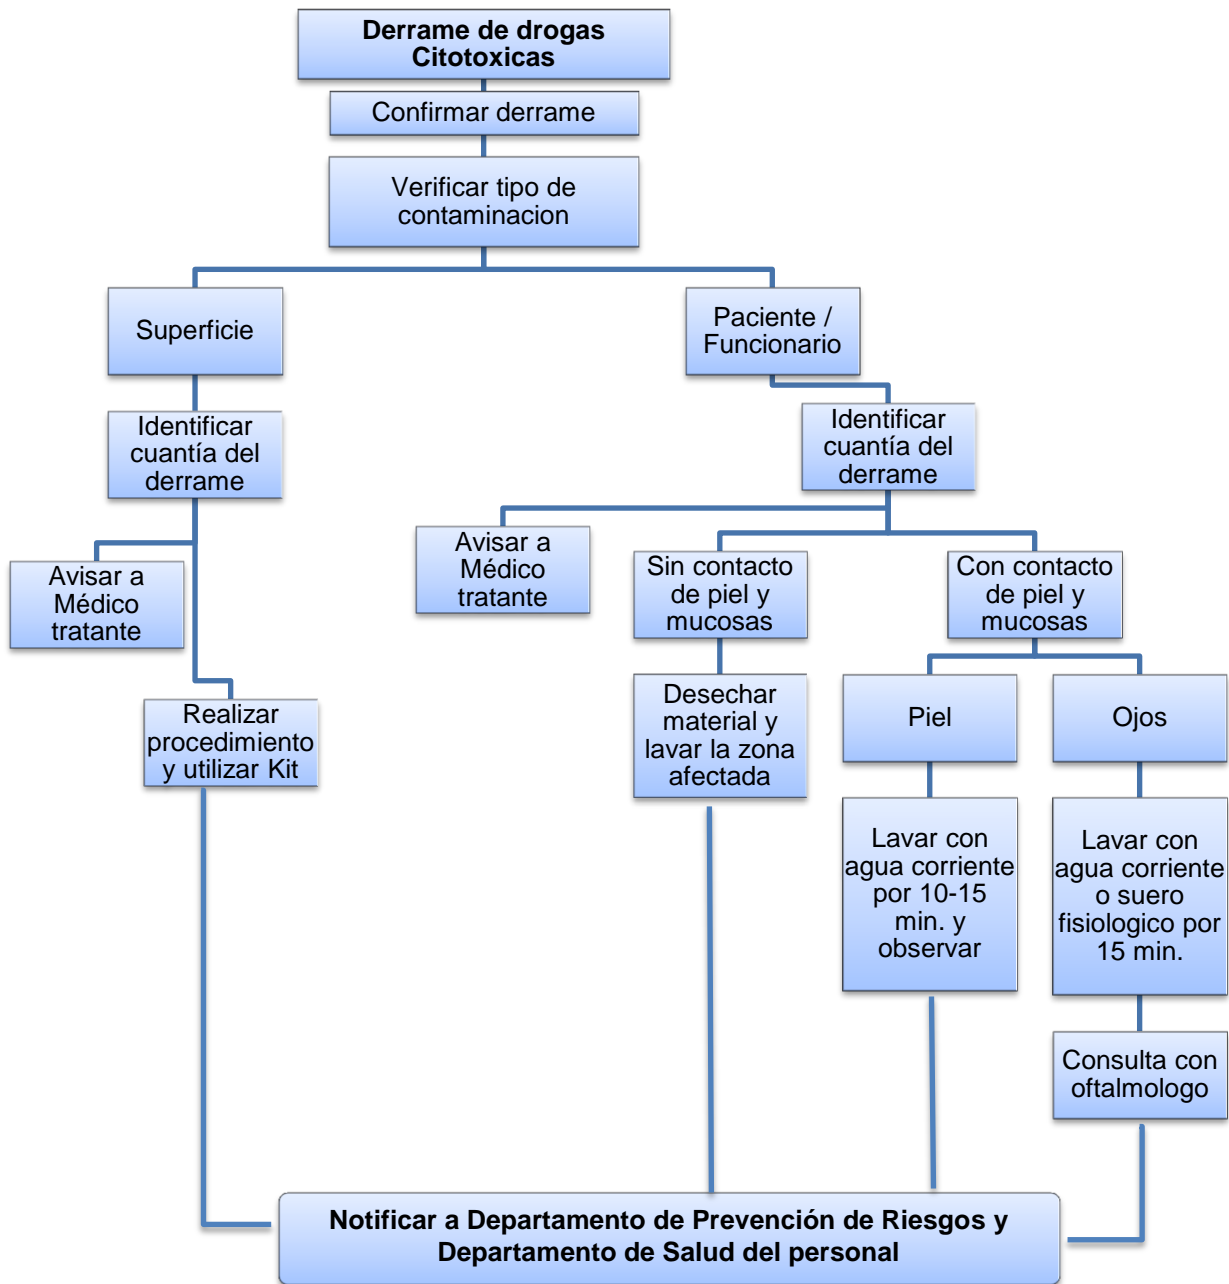 Derrame de drogas
Citotoxicas
Confirmar derrame
Verificar tipo de
contaminacion
Superficie
Paciente /
Funcionario
Identificar
cuantía del
derrame
Identificar
cuantía del
derrame
Avisar a
Médico
tratante
Avisar a
Médico
tratante
Sin contacto
de piel y
mucosas
Con contacto
de piel y
mucosas
Realizar
procedimiento
y utilizar Kit
Desechar
material y
lavar la zona
afectada
Piel
Ojos
Lavar con
agua corriente
por 10-15
min. y
observar
Lavar con
agua corriente
o suero
fisiologico por
15 min.
Consulta con
oftalmologo
Notificar a Departamento de Prevención de Riesgos y
Departamento de Salud del personal